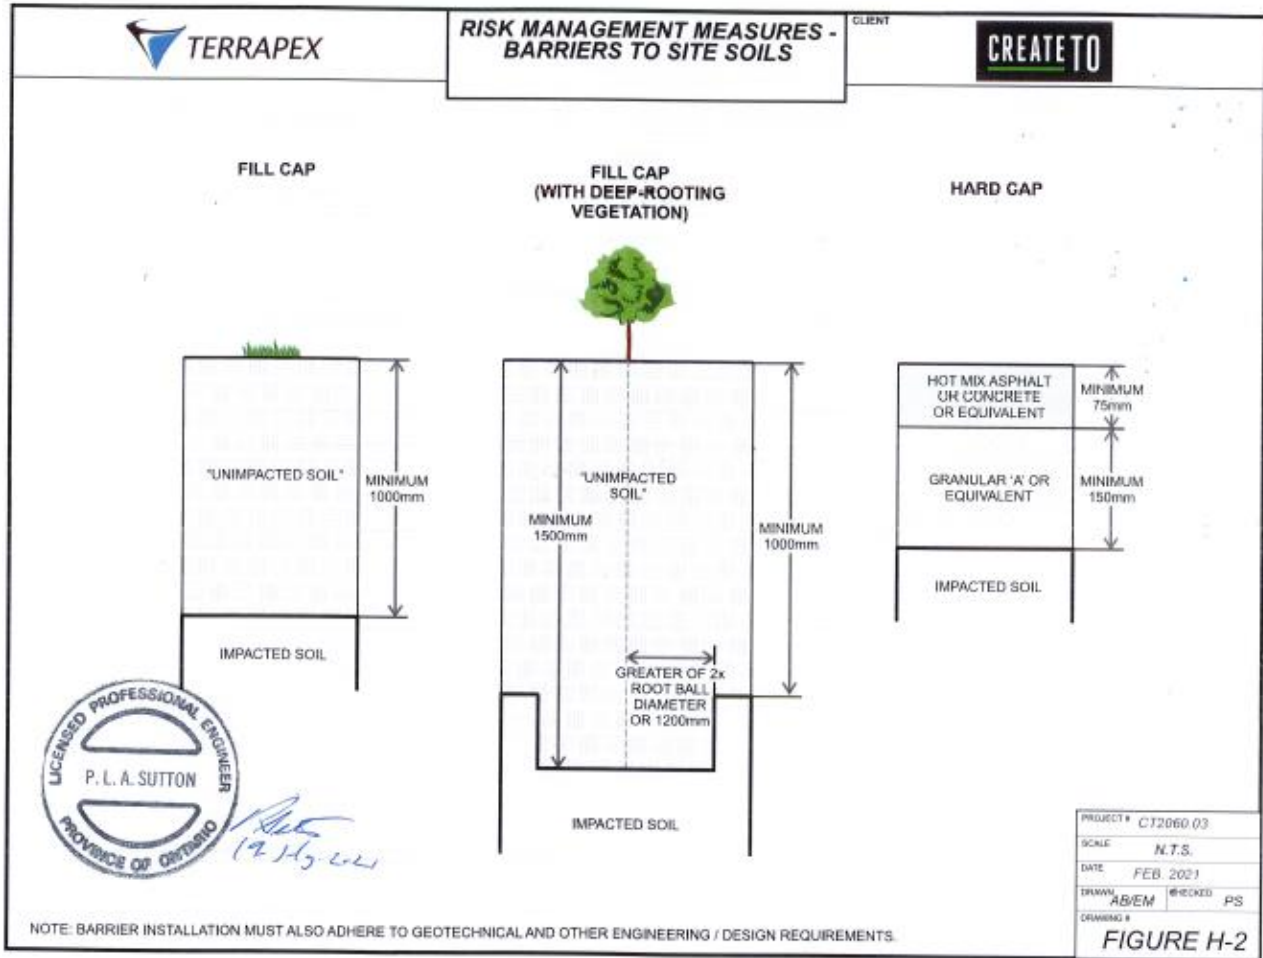 TERRAPEX
RISK MANAGEMENT MEASURES -
BARRIERS TO SITE SOILS
CLIENT
CREATETO
FILL CAP
FILL CAP
(WITH DEEP-ROOTING
VEGETATION)
HARD CAP
"UNIMPACTED SOIL"
MINIMUM
1000mm
IMPACTED SOIL
"UNIMPACTED
SOIL"
MINIMUM
1500mm
MINIMUM
1000mm
GREATER OF 2x
ROOT BALL
DIAMETER
OR 1200mm
IMPACTED SOIL
HOT MIX ASPHALT
OR CONCRETE
OR EQUIVALENT
MINIMUM
75mm
GRANULAR 'A' OR
EQUIVALENT
MINIMUM
150mm
IMPACTED SOIL
LICENSED PROFESSIONAL ENGINEER
P. L. A. SUTTON
PROVINCE OF ONTARIO
NOTE: BARRIER INSTALLATION MUST ALSO ADHERE TO GEOTECHNICAL AND OTHER ENGINEERING / DESIGN REQUIREMENTS.
PROJECT # CT2060.03
SCALE N.T.S.
DATE FEB. 2021
DRAWN AB/EM CHECKED PS
DRAWING #
FIGURE H-2